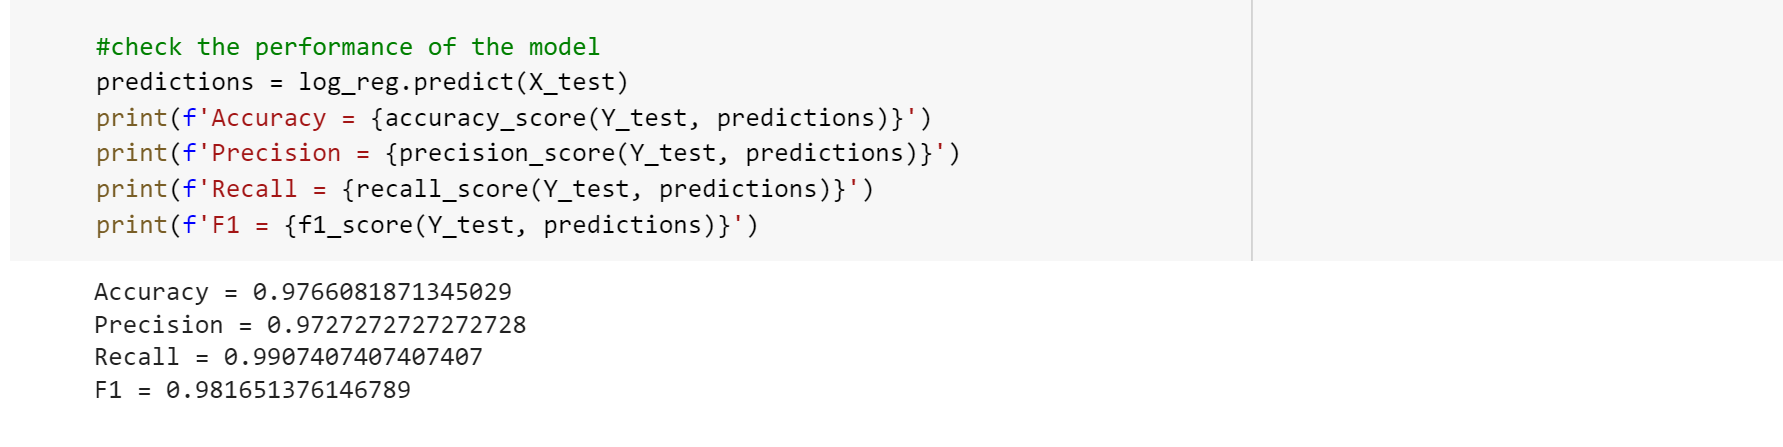 #check the performance of the model
predictions = log_reg.predict(X_test)
print(f'Accuracy = {accuracy_score(Y_test, predictions)}')
print(f'Precision = {precision_score(Y_test, predictions)}')
print(f'Recall = {recall_score(Y_test, predictions)}')
print(f'F1 = {f1_score(Y_test, predictions)}')
Accuracy = 0.9766081871345029
Precision = 0.9727272727272728
Recall = 0.9907407407407407
F1 = 0.981651376146789